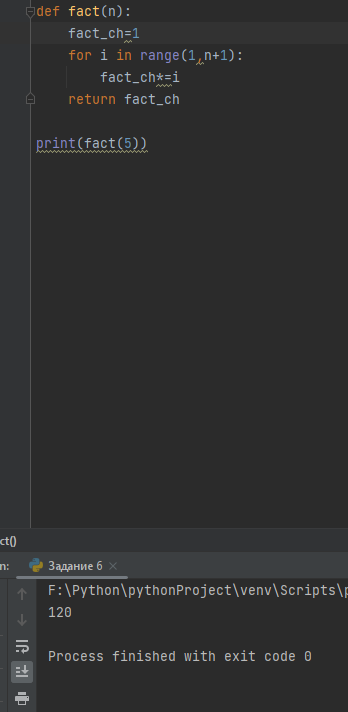 def fact(n):
    fact_ch=1
    for i in range(1,n+1):
        fact_ch*=i
    return fact_ch
print(fact(5))
ct()
n: Задание 6
F:\Python\pythonProject\venv\Scripts\p
120
Process finished with exit code 0